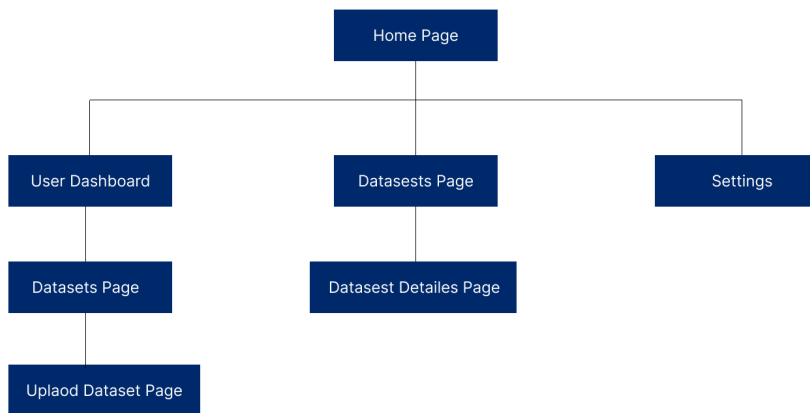 Home Page
User Dashboard
Datasests Page
Settings
Datasets Page
Datasest Detailes Page
Uplaod Dataset Page